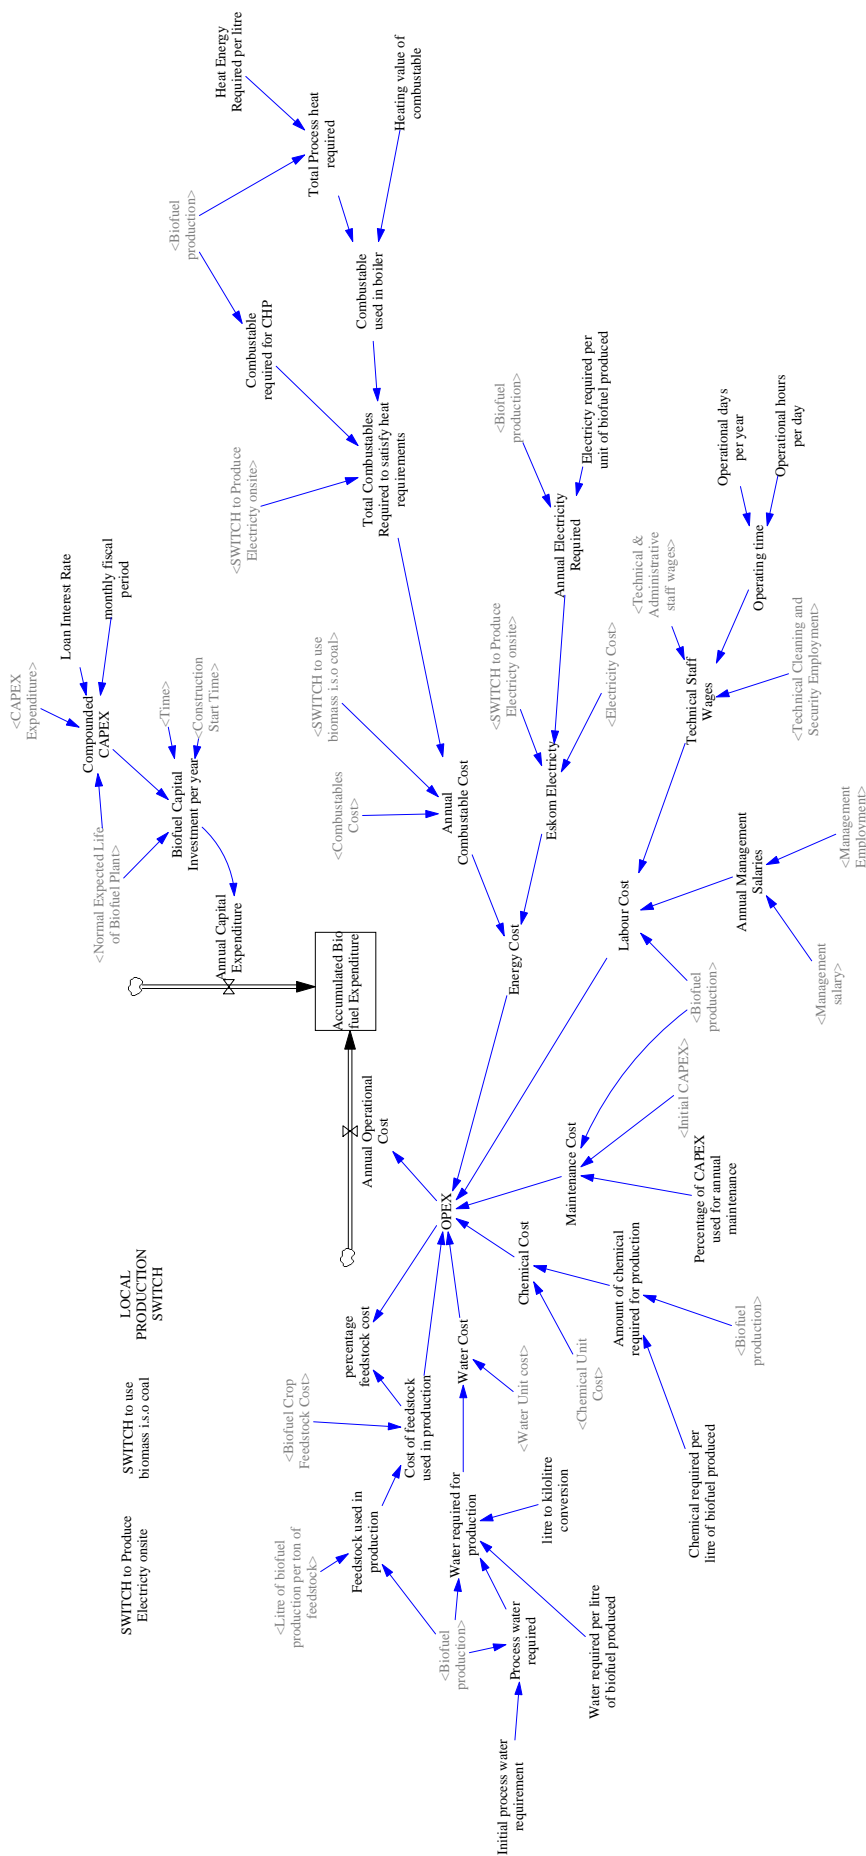 SWITCH to Produce
Electricty onsite
SWITCH to use
biomass i.s.o coal
LOCAL
PRODUCTION
SWITCH
<CAPEX
Expenditure>
Loan Interest Rate
monthly fiscal
period
Compounded
CAPEX
<Normal Expected Life
of Biofuel Plant>
<Time>
<Construction
Start Time>
Biofuel Capital
Investment per year
Annual Capital
Expenditure
Accumulated Bio
fuel Expenditure
Annual Operational
Cost
<Biofuel
production>
Heat Energy
Required per litre
Total Process heat
required
Heating value of
combustable
Combustable
required for CHP
Combustable
used in boiler
<SWITCH to Produce
Electricty onsite>
Total Combustables
Required to satisfy heat
requirements
<SWITCH to use
biomass i.s.o coal>
<Combustables
Cost>
Annual
Combustable Cost
<Biofuel
production>
Electricty required per
unit of biofuel produced
Annual Electricity
Required
<SWITCH to Produce
Electricty onsite>
<Electricity Cost>
Eskom Electricty
Energy Cost
<Litre of biofuel
production per ton of
feedstock>
Feedstock used in
production
<Biofuel Crop
Feedstock Cost>
Cost of feedstock
used in production
percentage
feedstock cost
OPEX
<Biofuel
production>
Initial process water
requirement
Process water
required
Water required for
production
Water required per litre
of biofuel produced
litre to kilolitre
conversion
<Water Unit cost>
Water Cost
<Chemical Unit
Cost>
Chemical Cost
Amount of chemical
required for production
Chemical required per
litre of biofuel produced
<Biofuel
production>
Maintenance Cost
Percentage of CAPEX
used for annual
maintenance
<Initial CAPEX>
<Biofuel
production>
Labour Cost
Annual Management
Salaries
<Management
salary>
<Management
Employment>
Technical Staff
Wages
<Technical &
Administrative
staff wages>
<Technical Cleaning and
Security Employment>
Operating time
Operational days
per year
Operational hours
per day